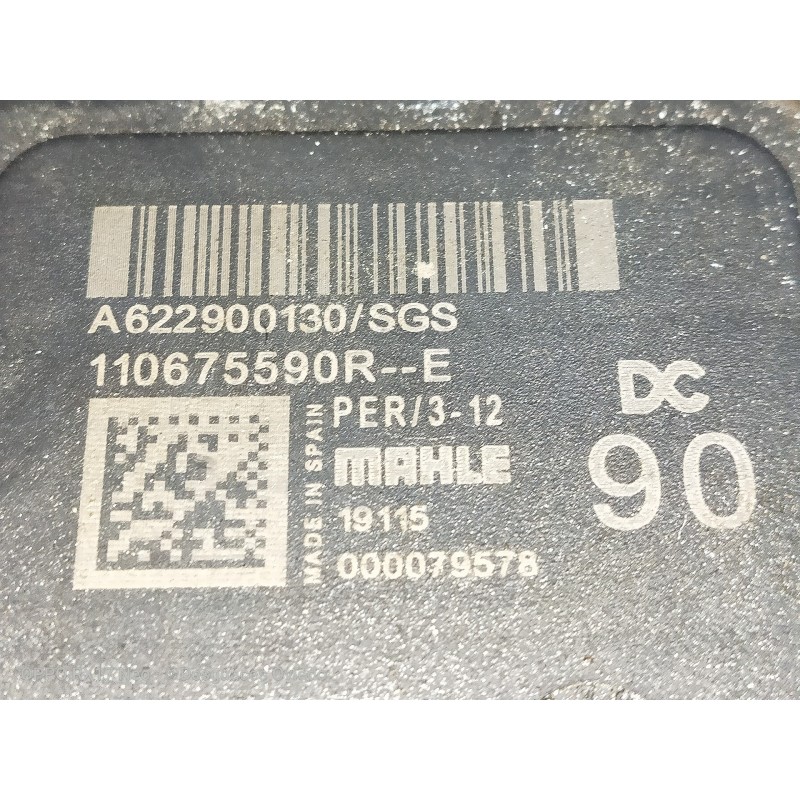 A622900130/SGS
110675590R--E
DC
PER/3-12
MADE IN SPAIN
MAHLE
90
19115
000079578